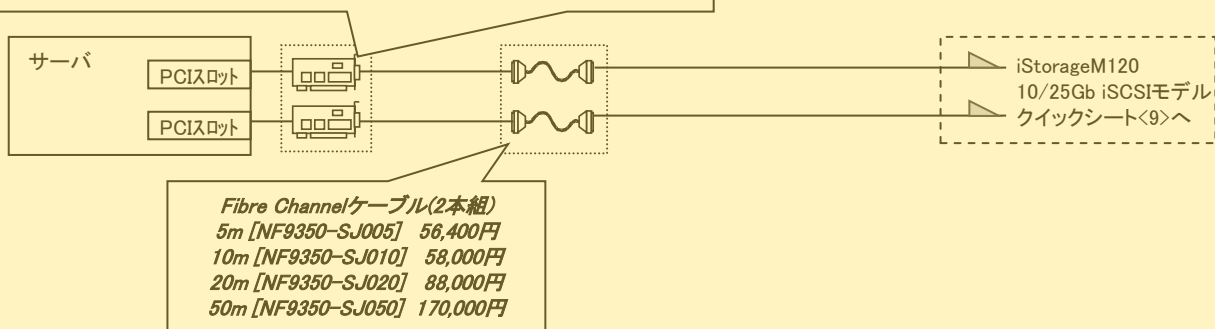 サーバ
PCIスロット
PCIスロット
iStorageM120
10/25Gb iSCSIモデル
クイックシート<9>へ
Fibre Channelケーブル(2本組)
5m [NF9350-SJ005] 56,400円
10m [NF9350-SJ010] 58,000円
20m [NF9350-SJ020] 88,000円
50m [NF9350-SJ050] 170,000円